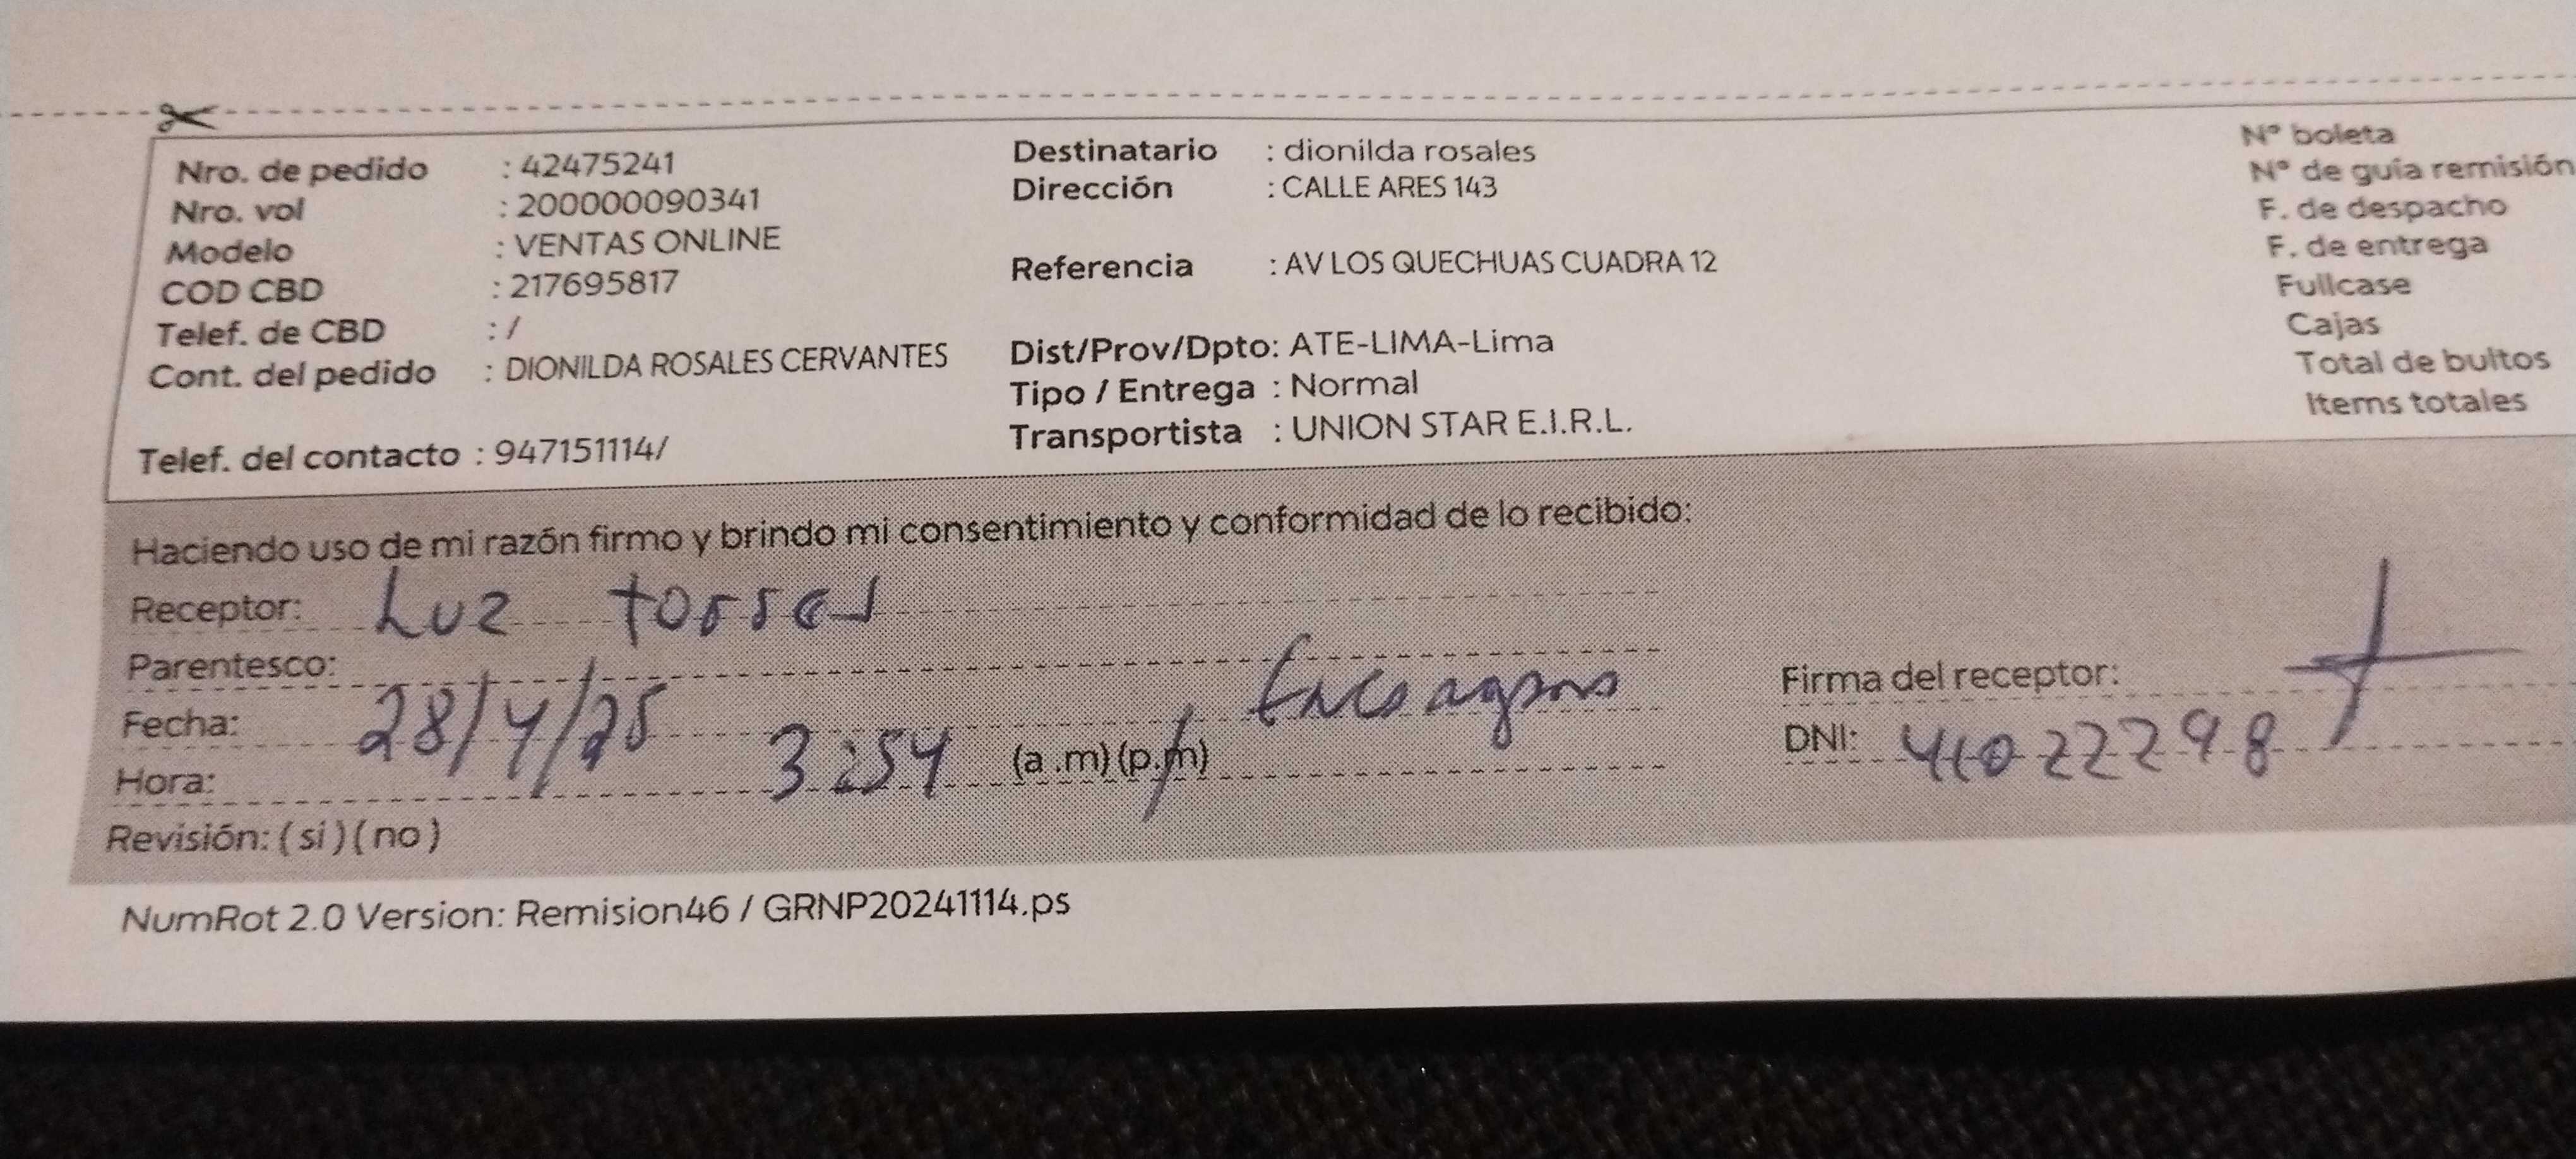 Nro. de pedido : 42475241
Nro. vol : 200000090341
Modelo : VENTAS ONLINE
COD CBD : 217695817
Telef. de CBD : /
Cont. del pedido : DIONILDA ROSALES CERVANTES
Telef. del contacto : 947151114/
Destinatario : dionilda rosales
Dirección : CALLE ARES 143
Referencia : AV LOS QUECHUAS CUADRA 12
Dist/Prov/Dpto: ATE-LIMA-Lima
Tipo / Entrega : Normal
Transportista : UNION STAR E.I.R.L.
N° boleta
N° de guía remisión
F. de despacho
F. de entrega
Fullcase
Cajas
Total de bultos
Items totales
Haciendo uso de mi razón firmo y brindo mi consentimiento y conformidad de lo recibido:
Receptor: Luz torres
Parentesco:
Fecha: 28/4/25
Hora: 3:54 (a.m)(p.m)
Revisión: (si)(no)
Firma del receptor:
DNI: 41022298
NumRot 2.0 Version: Remision46 / GRNP20241114.ps